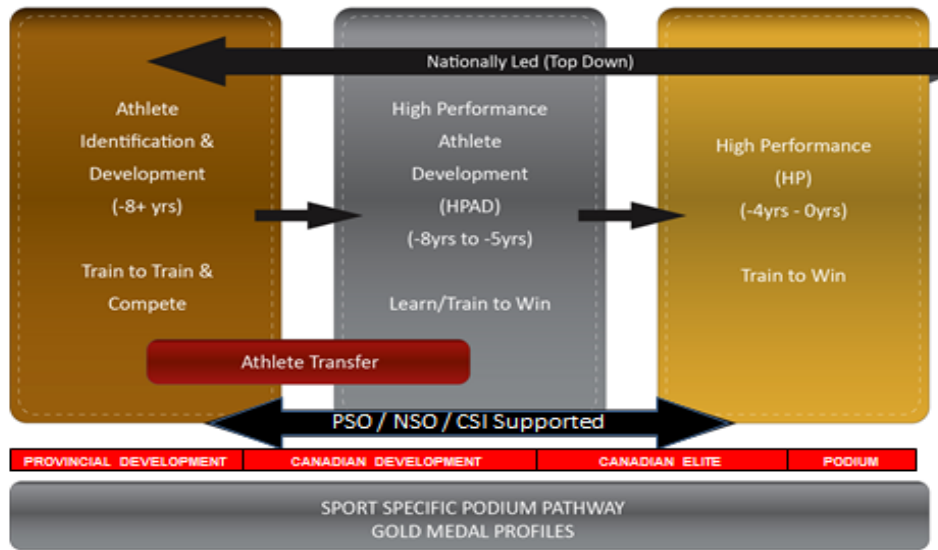 Nationally Led (Top Down)
Athlete
Identification &
Development
(-8+ yrs)
Train to Train &
Compete
High Performance
Athlete
Development
(HPAD)
(-8yrs to -5yrs)
Learn/Train to Win
High Performance
(HP)
(-4yrs - 0yrs)
Train to Win
Athlete Transfer
PSO / NSO / CSI Supported
PROVINCIAL DEVELOPMENT
CANADIAN DEVELOPMENT
CANADIAN ELITE
PODIUM
SPORT SPECIFIC PODIUM PATHWAY
GOLD MEDAL PROFILES